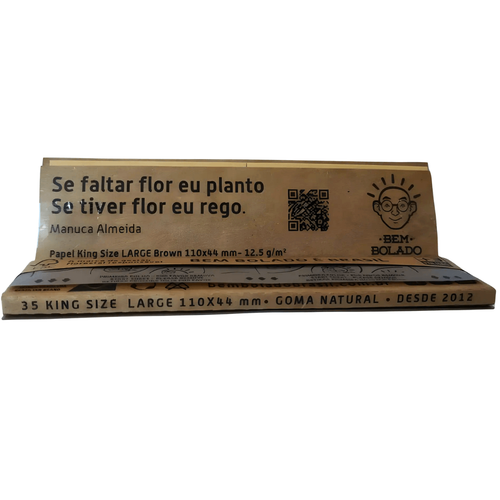 Se faltar flor eu planto
Se tiver flor eu rego.
Manuca Almeida
Papel King Size LARGE Brown 110x44 mm- 12.5 g/m²
•BEM•
BOLADO
35 KING SIZE LARGE 110X44 mm• GOMA NATURAL • DESDE 2012